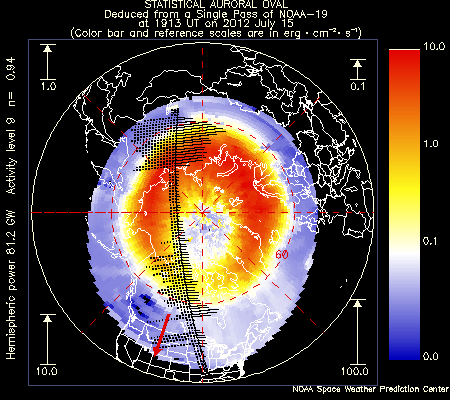 STATISTICAL AURORAL OVAL
Deduced from a Single Pass of NOAA-19
at 1913 UT on 2012 July 15
(Color bar and reference scales are in erg·cm⁻²·s⁻¹)
Hemispheric power 81.2 GW Activity level 9 n= 0.94
1.0
0.1
10.0
100.0
60
10.0
1.0
0.1
0.0
NOAA Space Weather Prediction Center